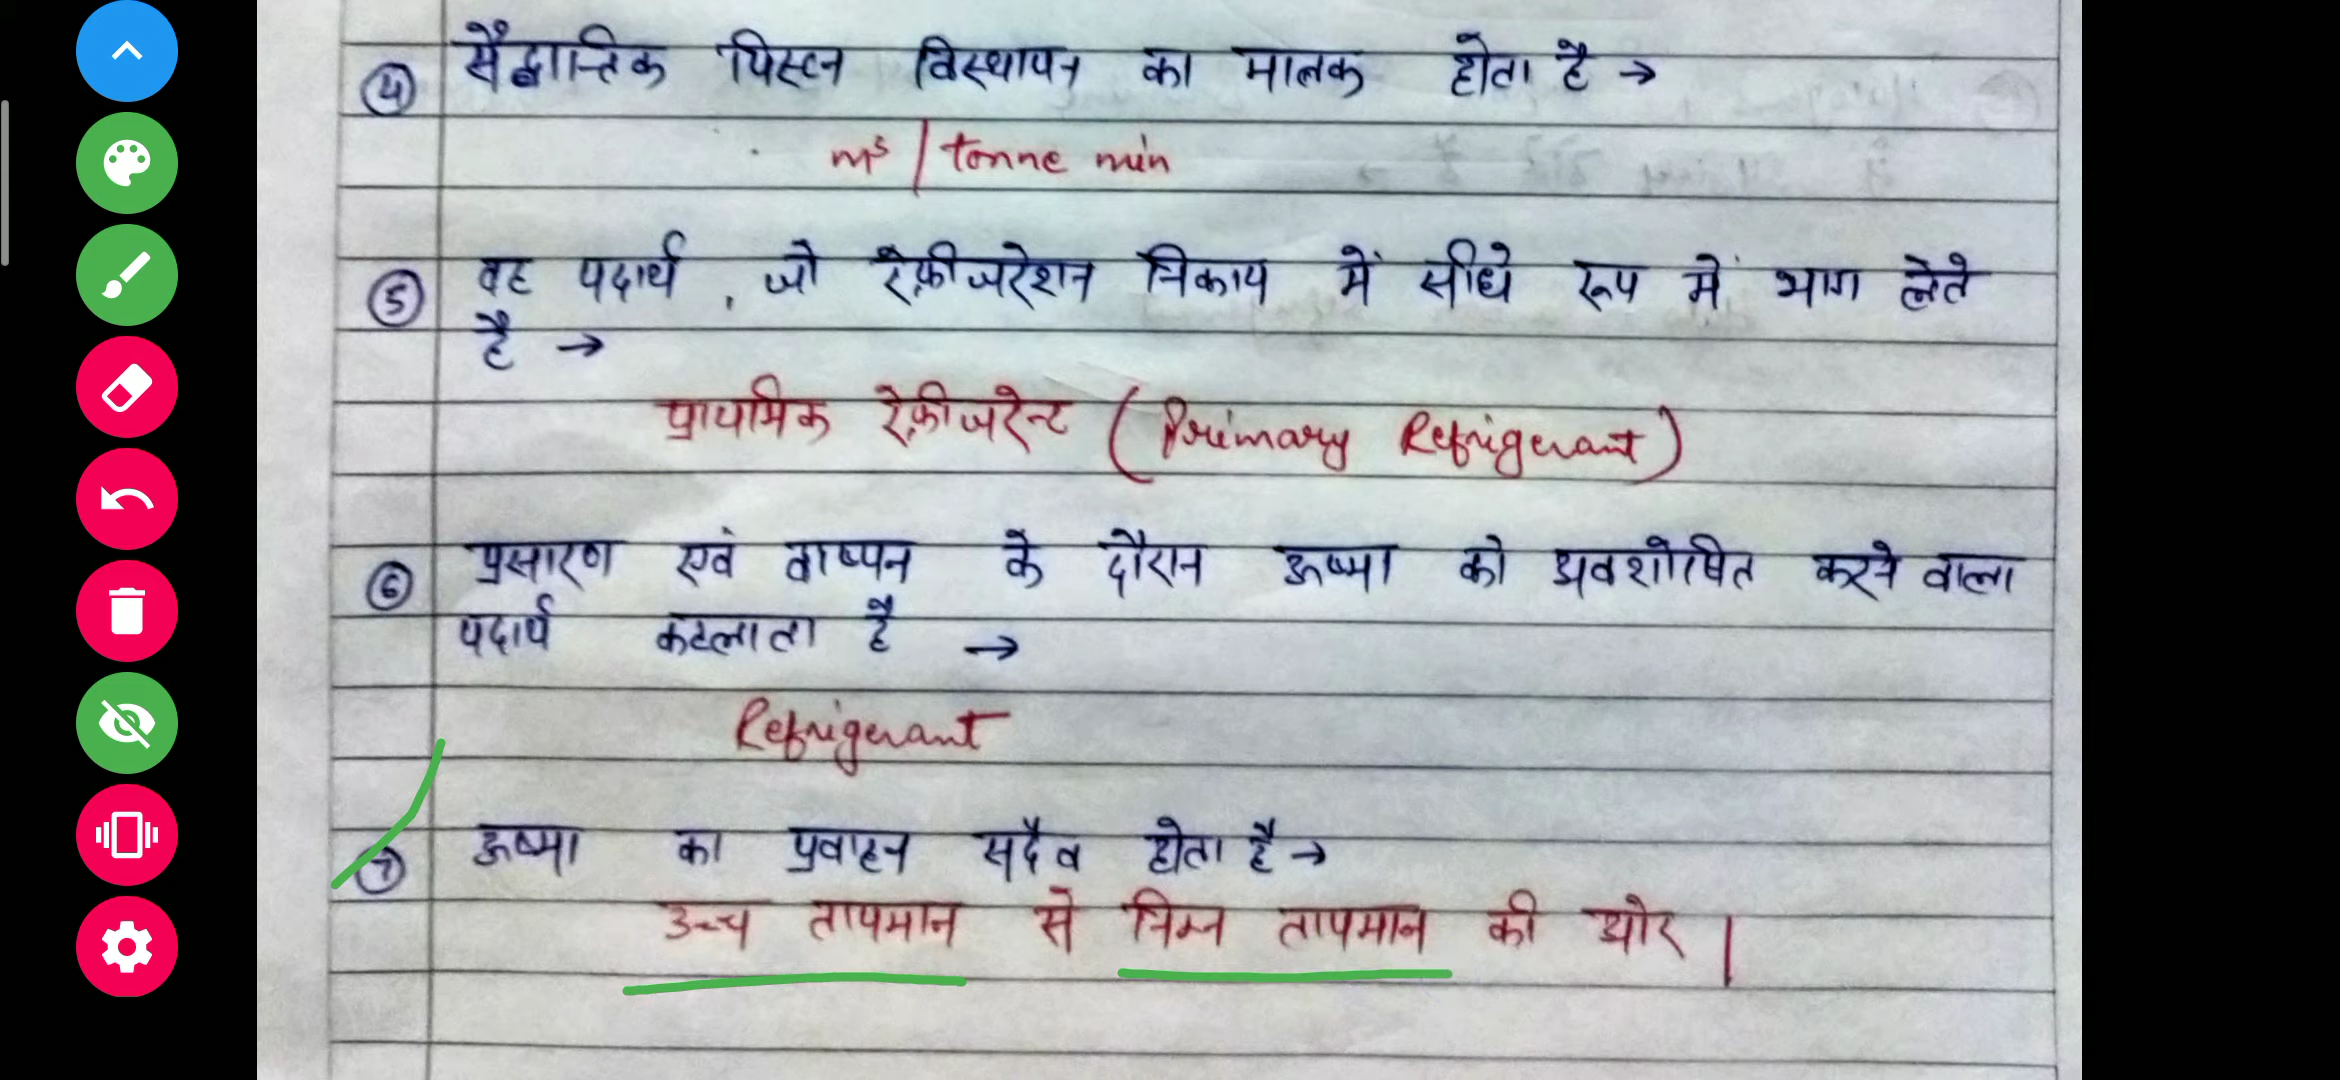 ④ सैद्धान्तिक पिस्टन विस्थापन का मात्रक होता है →
m³ / tonne min
⑤ वह पदार्थ , जो रेफ्रीजरेशन निकाय में सीधे रूप में भाग लेते
है →
प्राथमिक रेफ्रीजरेन्ट ( Primary Refrigerant )
⑥ प्रसारण एवं वाष्पन के दौरान ऊष्मा को अवशोषित करने वाला
पदार्थ कहलाता है →
Refrigerant
⑦ ऊष्मा का प्रवाहन सदैव होता है →
उच्च तापमान से निम्न तापमान की ओर |